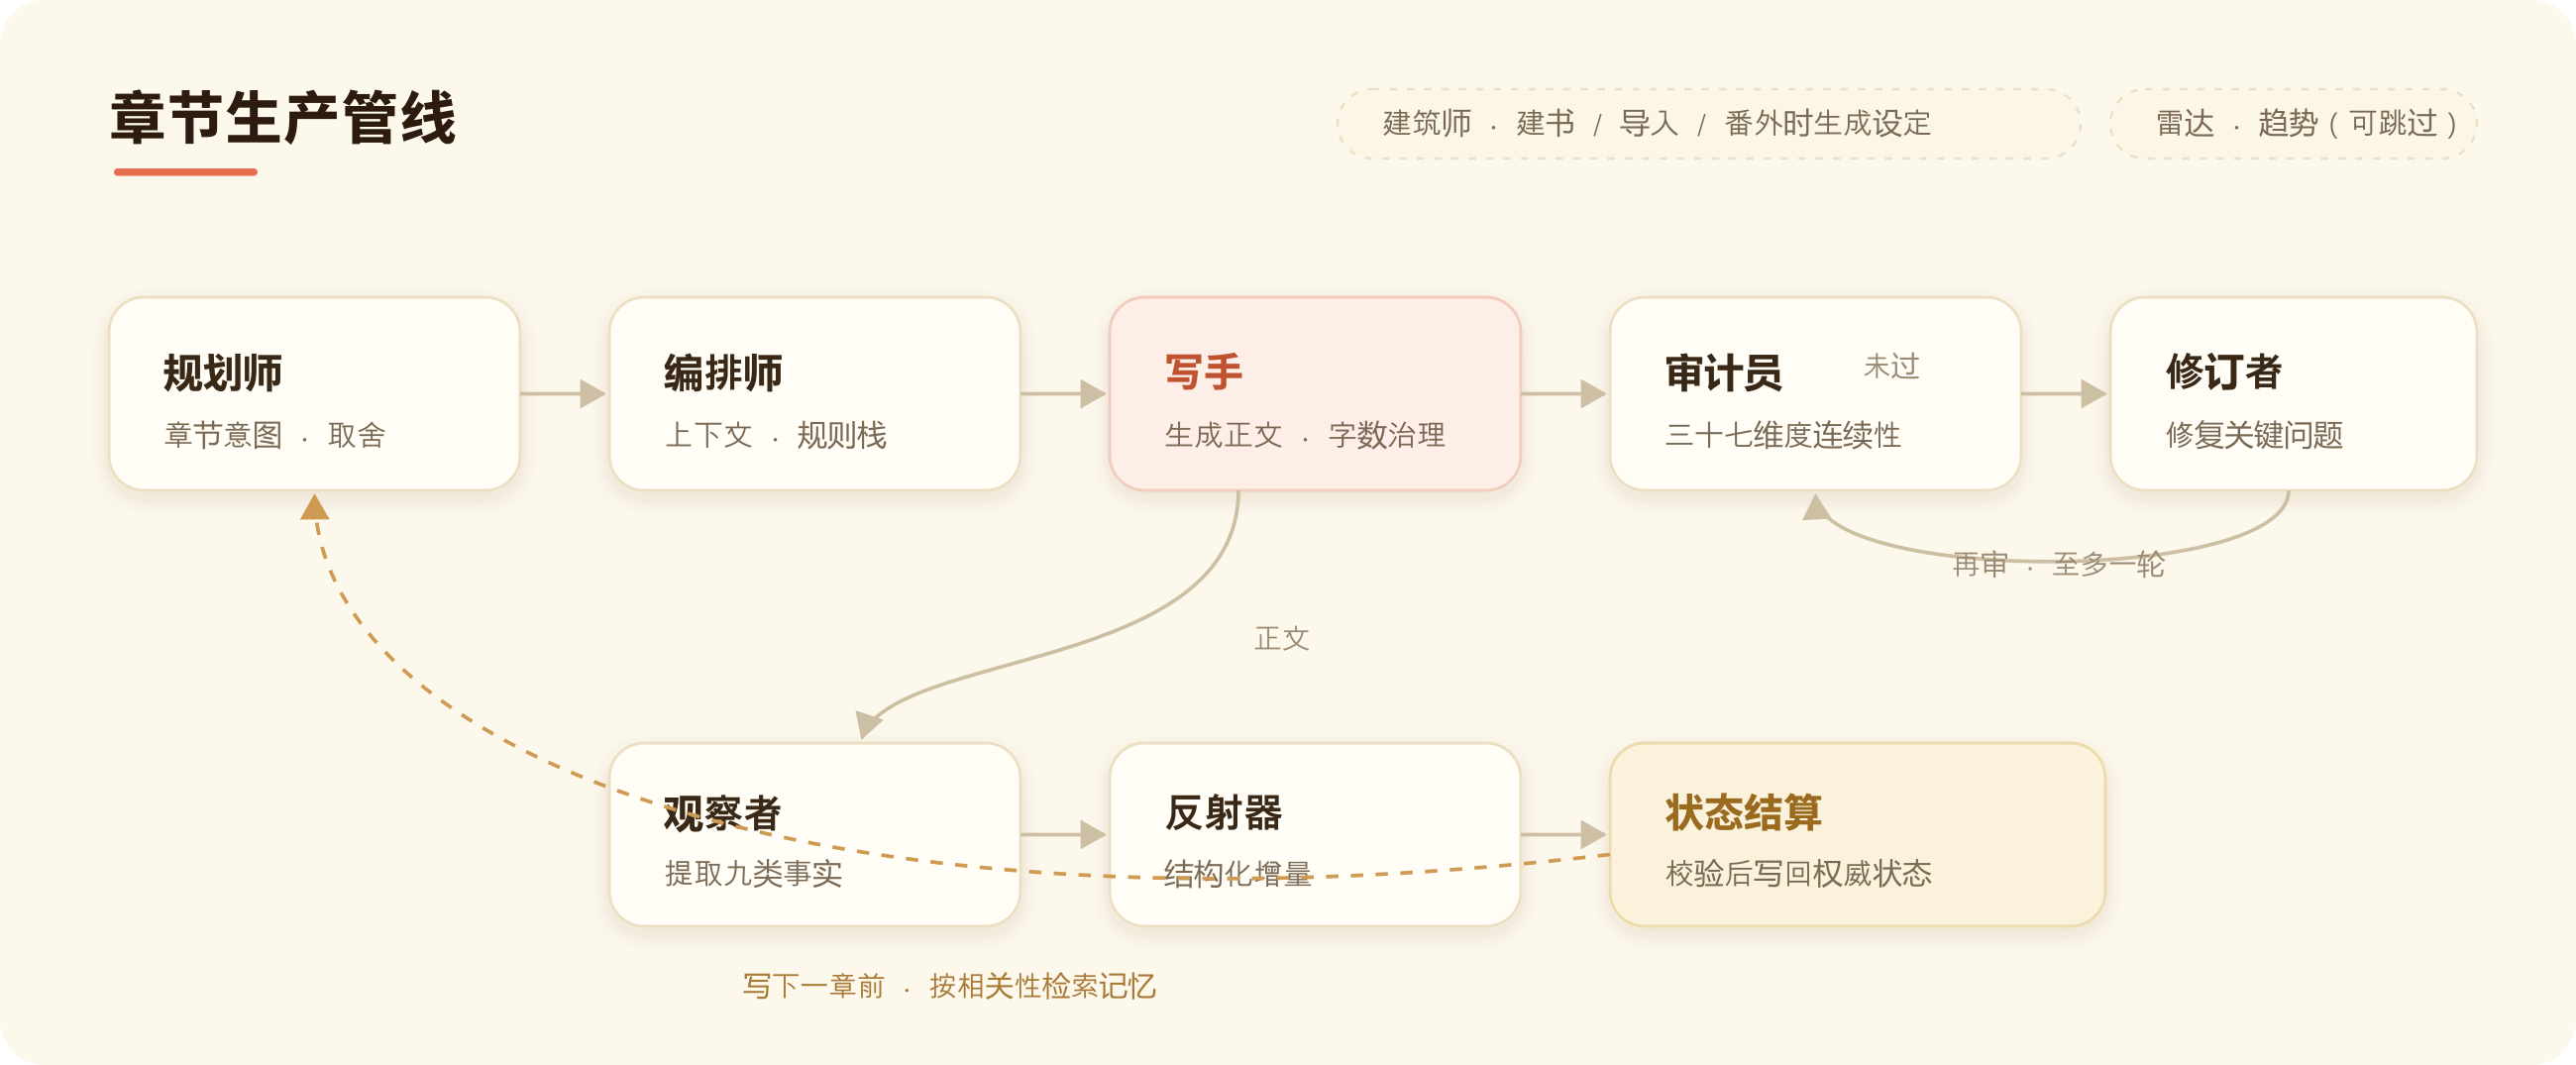 章节生产管线
建筑师 · 建书 / 导入 / 番外时生成设定
雷达 · 趋势（可跳过）
规划师
章节意图 · 取舍
编排师
上下文 · 规则栈
写手
生成正文 · 字数治理
审计员
未过
三十七维度连续性
修订者
修复关键问题
再审 · 至多一轮
正文
观察者
提取九类事实
反射器
结构化增量
状态结算
校验后写回权威状态
写下一章前 · 按相关性检索记忆